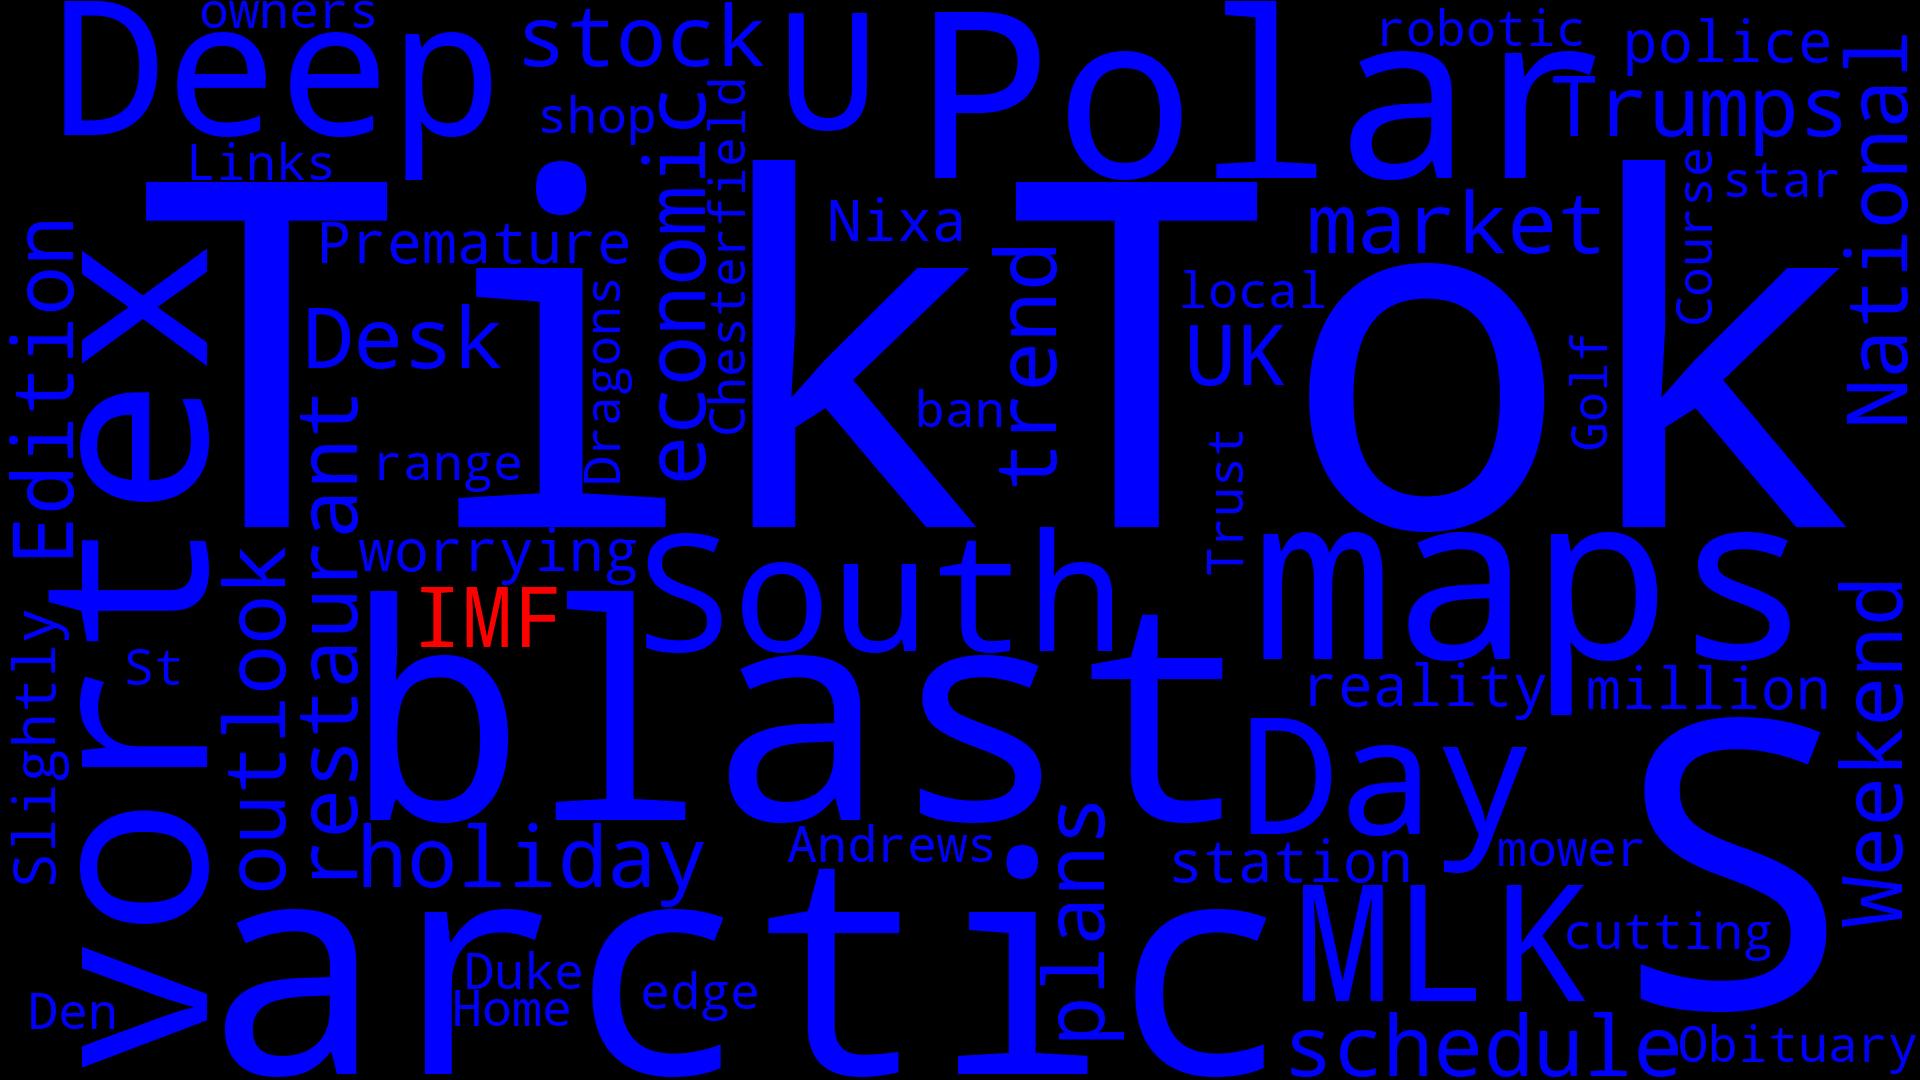 owners
Deep
stock
U
Polar
robotic
police
Trumps
National
shop
Links
economic
Chesterfield
TikTok
Course
star
Premature
Nixa
market
Edition
vortex
Desk
Dragons
trend
local
UK
Golf
ban
range
restaurant
Trust
worrying
IMF
South
maps
outlook
Slightly
St
blast
reality
million
Weekend
Day
S
holiday
Andrews
plans
station
mower
arctic
MLK
cutting
Duke
Home
edge
Den
schedule
Obituary